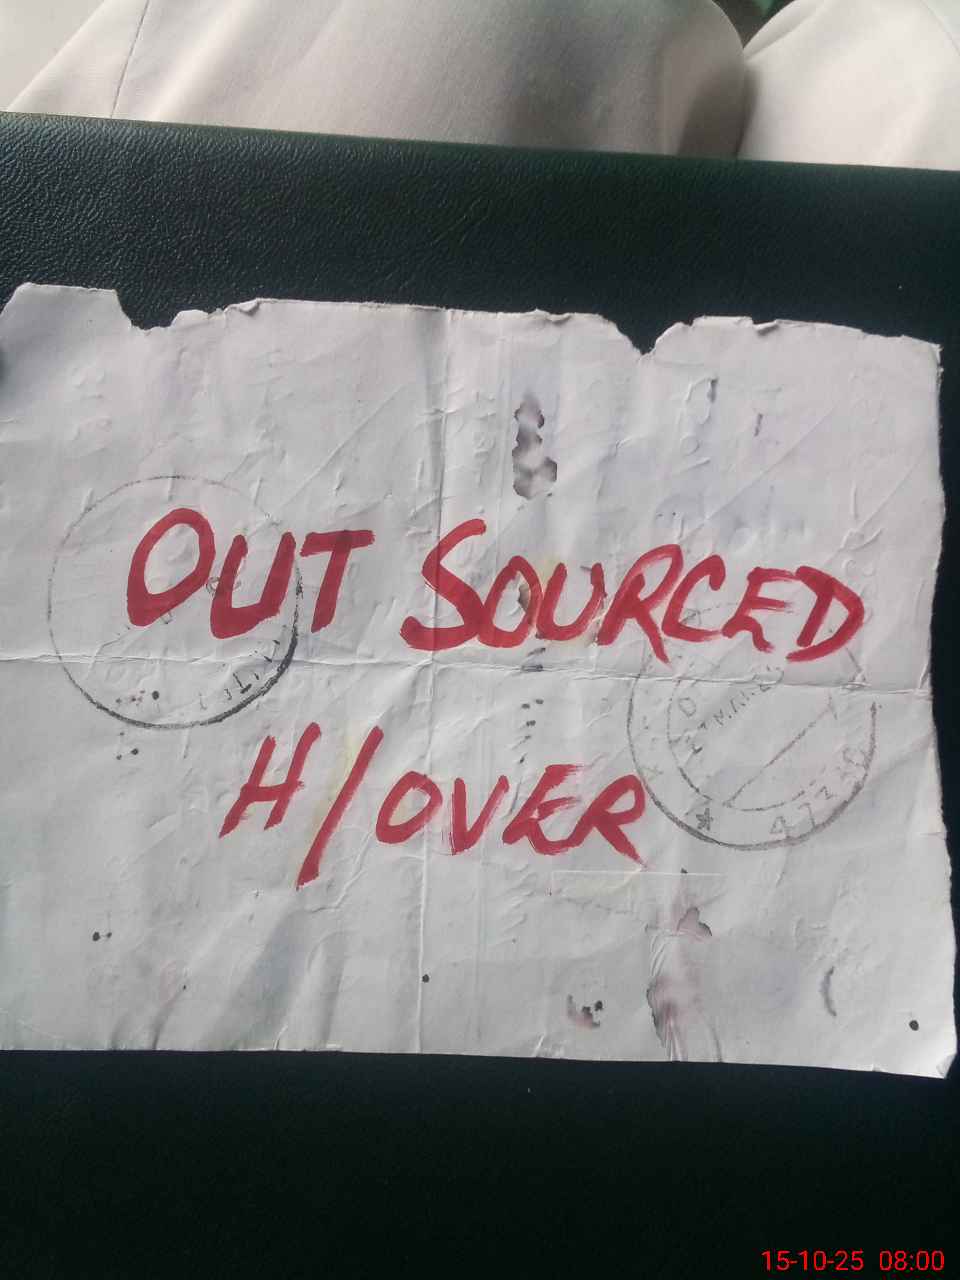 OUT SOURCED
H/OVER
15-10-25 08:00